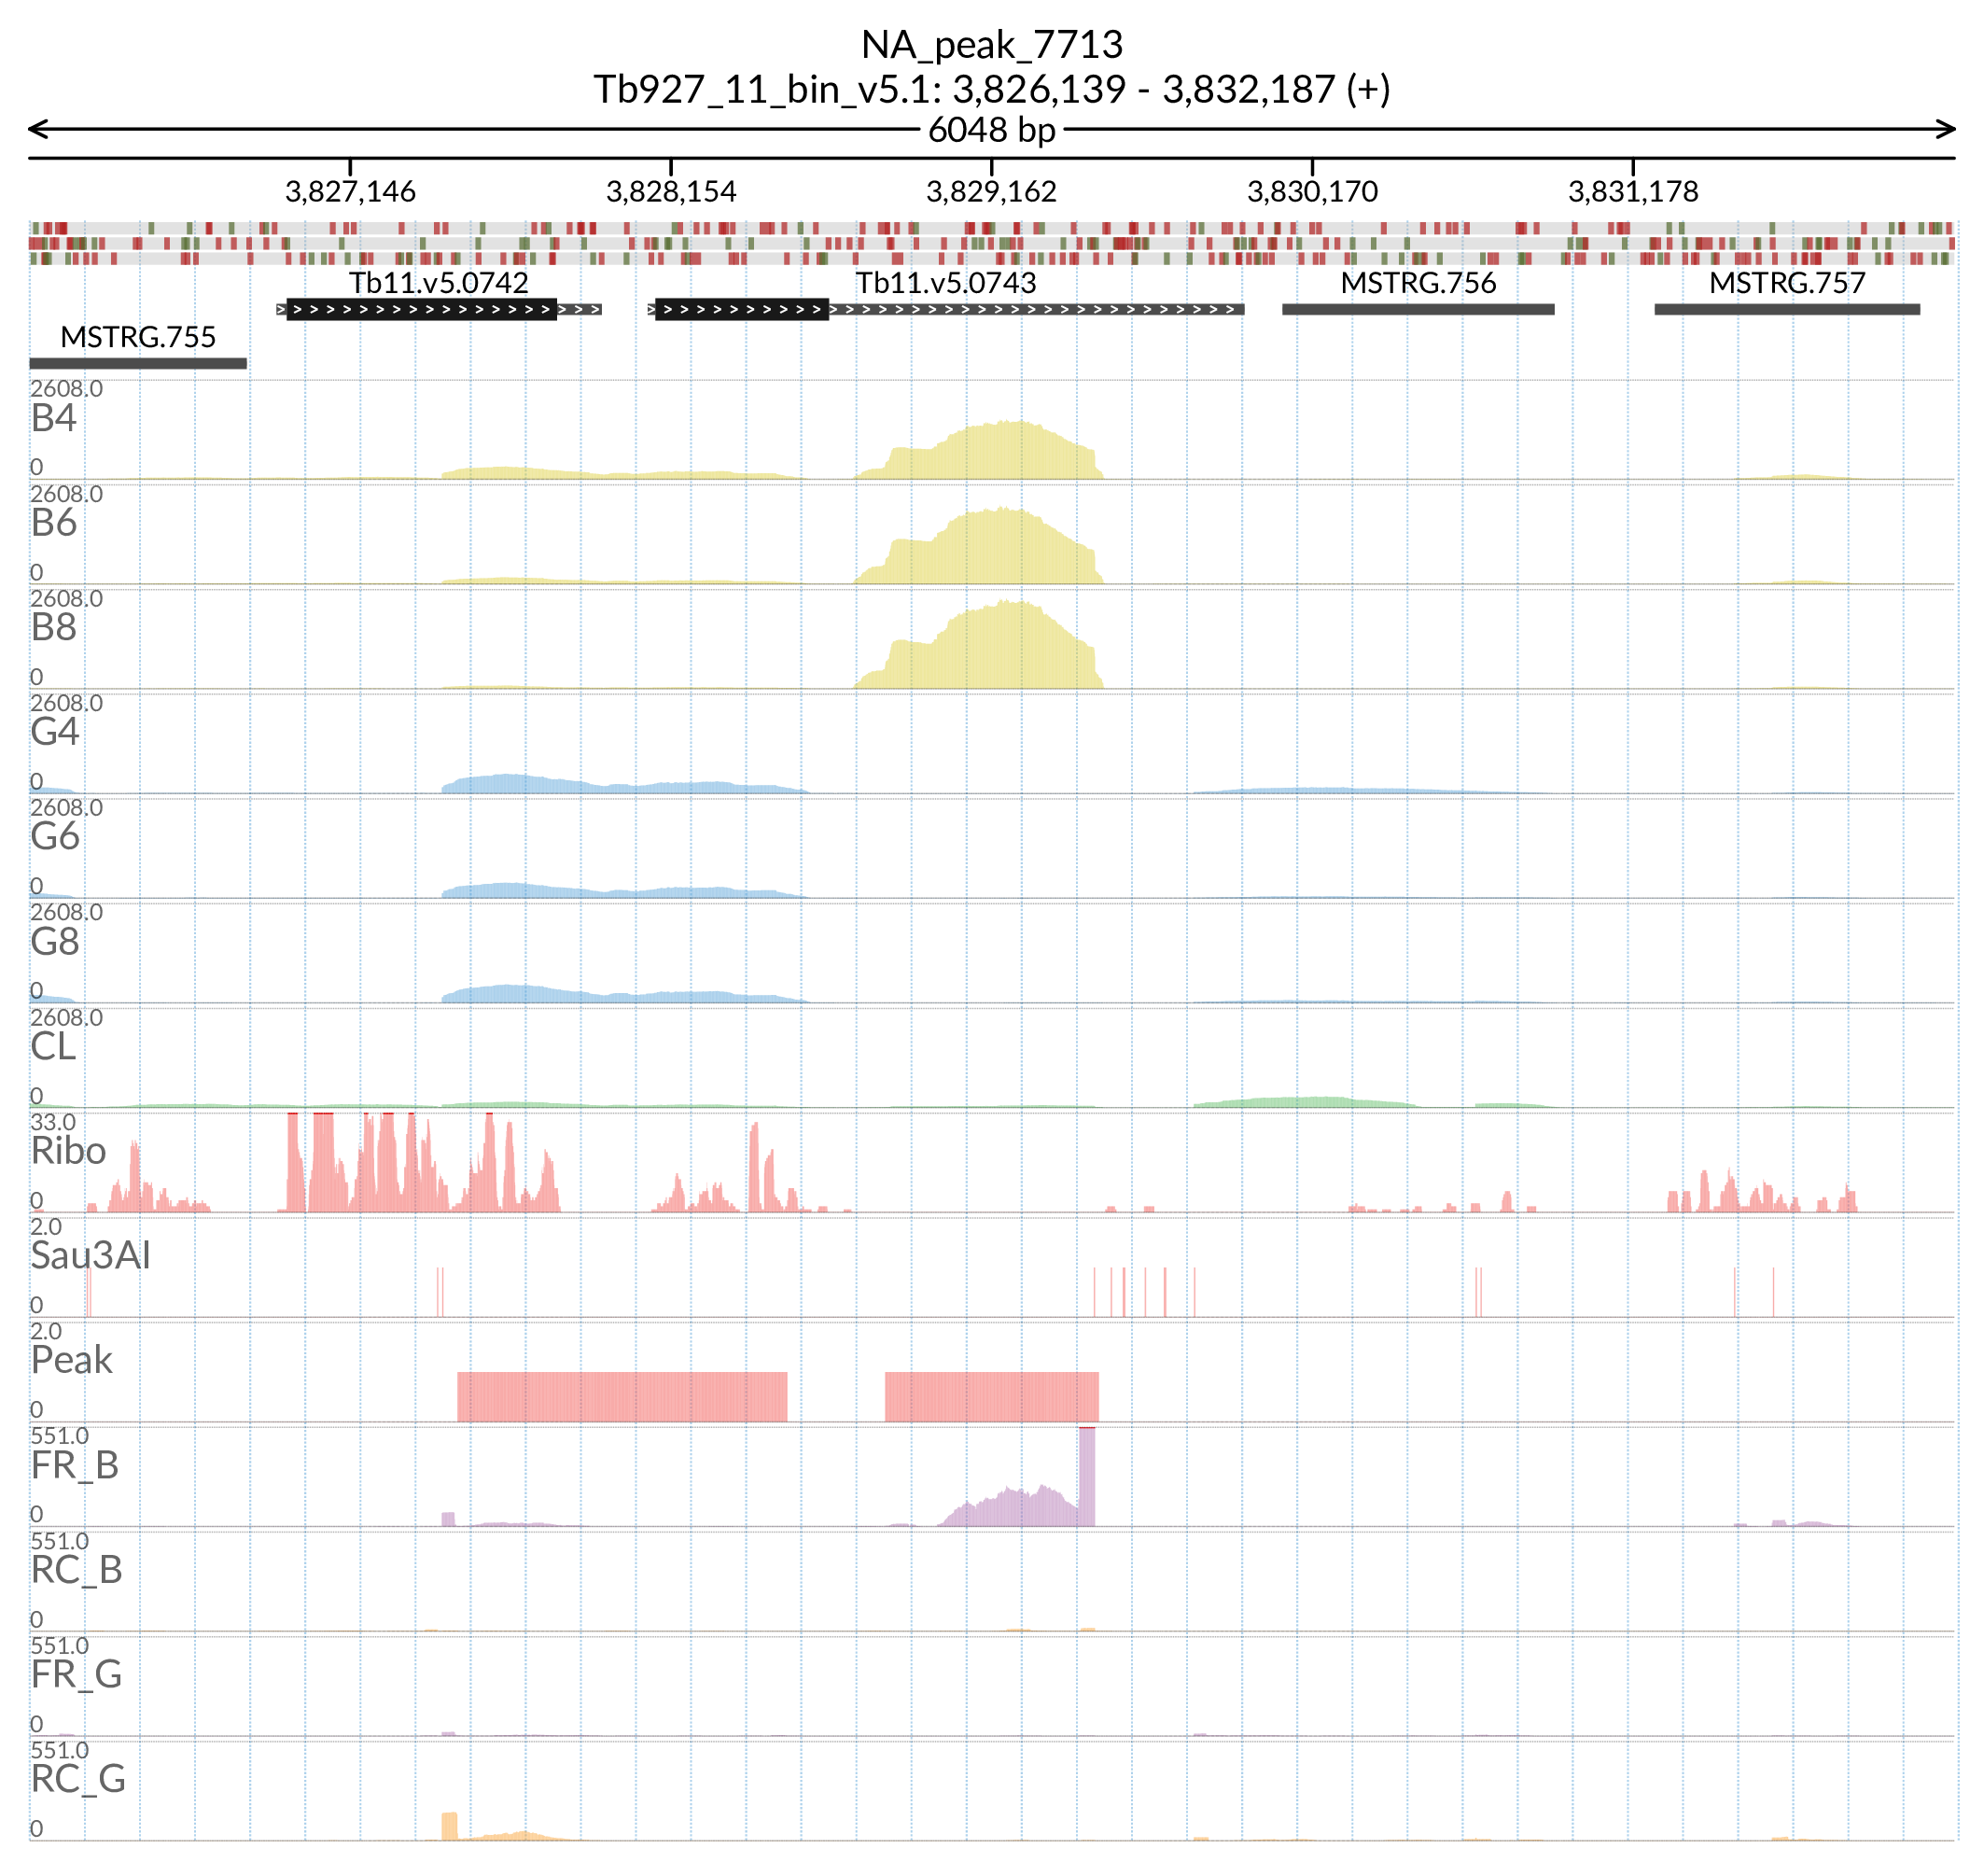 NA_peak_7713
Tb927_11_bin_v5.1: 3,826,139 - 3,832,187 (+)
6048 bp
3,827,146 3,828,154 3,829,162 3,830,170 3,831,178
Tb11.v5.0742 Tb11.v5.0743 MSTRG.756 MSTRG.757
MSTRG.755
2608.0
B4
0
2608.0
B6
0
2608.0
B8
0
2608.0
G4
0
2608.0
G6
0
2608.0
G8
0
2608.0
CL
0
33.0
Ribo
0
2.0
Sau3AI
0
2.0
Peak
0
551.0
FR_B
0
551.0
RC_B
0
551.0
FR_G
0
551.0
RC_G
0